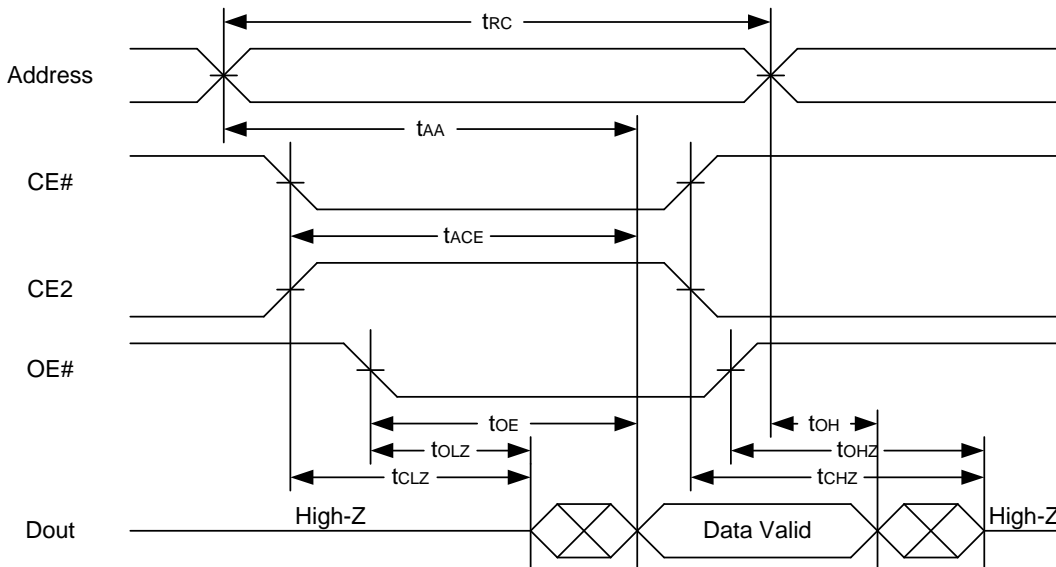 tRC
Address
tAA
CE#
tACE
CE2
OE#
tOE
tOH
tOLZ
tOHZ
tCLZ
tCHZ
High-Z
Data Valid
High-Z
Dout